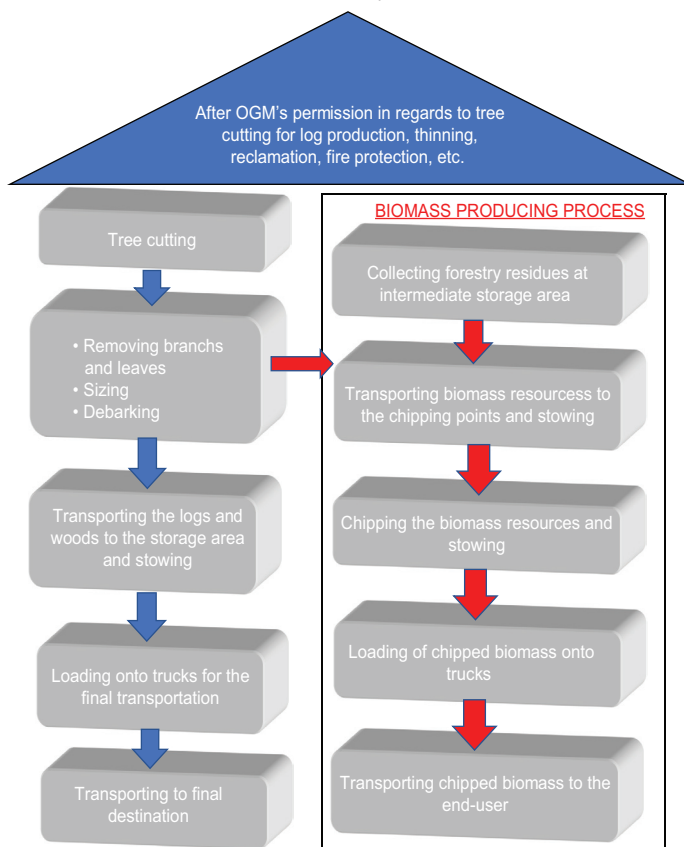 After OGM's permission in regards to tree
cutting for log production, thinning,
reclamation, fire protection, etc.
Tree cutting
• Removing branchs
and leaves
• Sizing
• Debarking
Transporting the logs and
woods to the storage area
and stowing
Loading onto trucks for the
final transportation
Transporting to final
destination
BIOMASS PRODUCING PROCESS
Collecting forestry residues at
intermediate storage area
Transporting biomass resourcess to
the chipping points and stowing
Chipping the biomass resources and
stowing
Loading of chipped biomass onto
trucks
Transporting chipped biomass to the
end-user